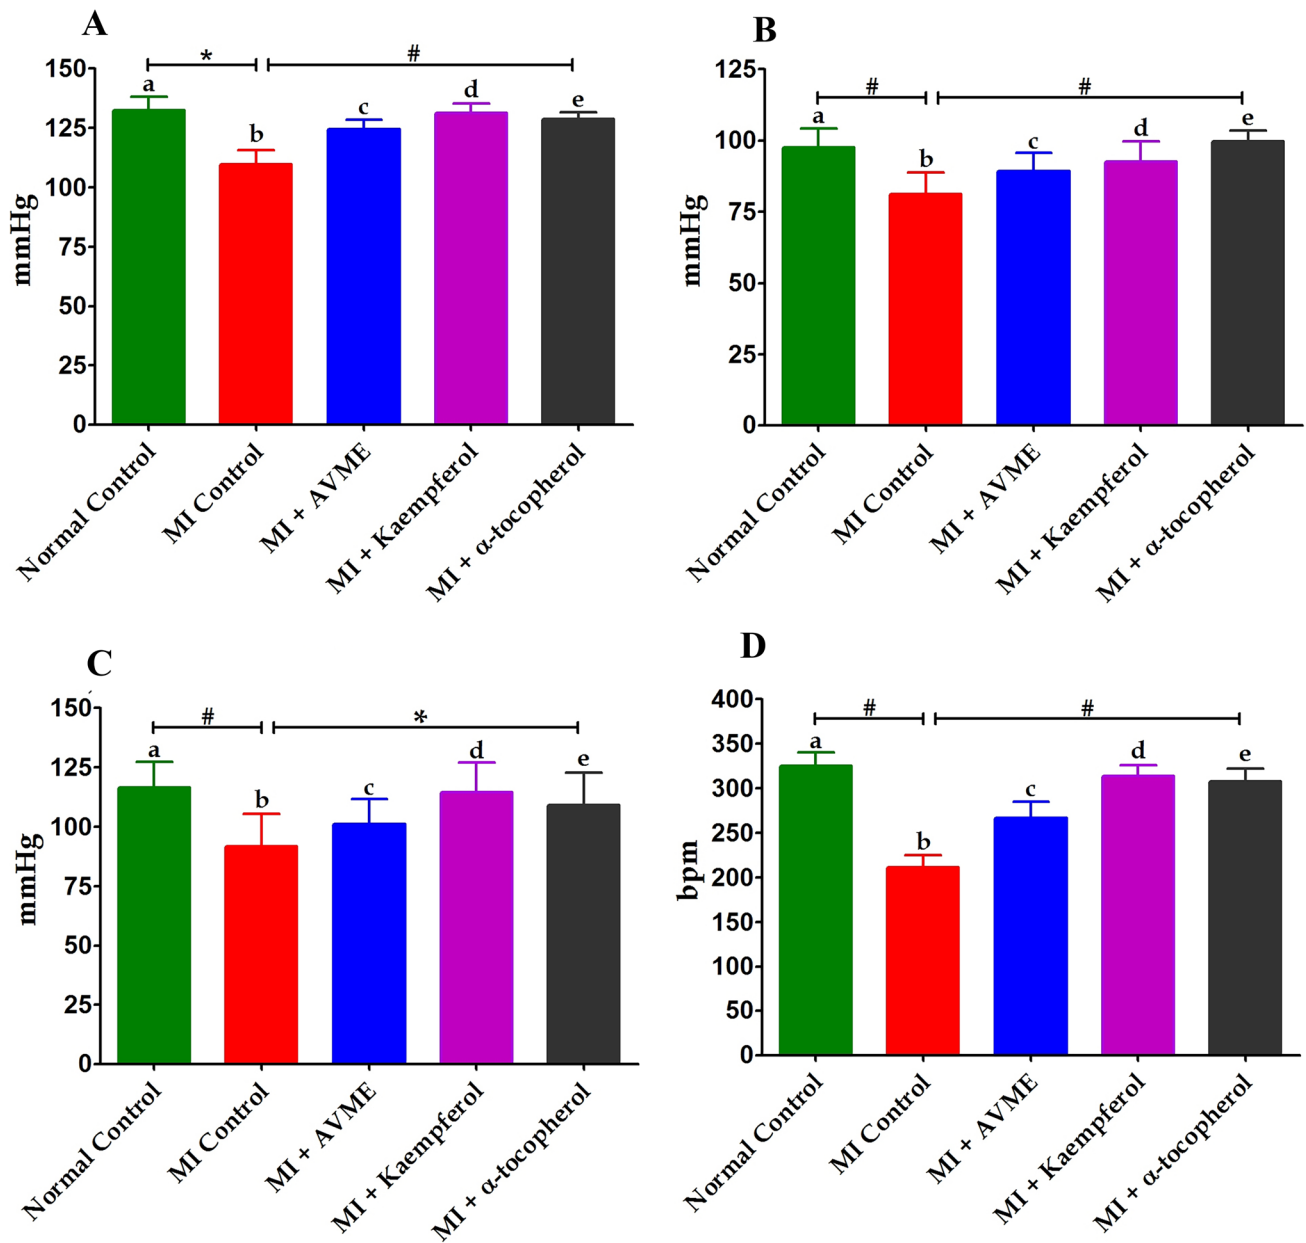 A
* #
150
125
100
75
50
25
0
mmHg
a
b
c
d
e
Normal Control
MI Control
MI + AVME
MI + Kaempferol
MI + α-tocopherol
B
# #
125
100
75
50
25
0
mmHg
a
b
c
d
e
Normal Control
MI Control
MI + AVME
MI + Kaempferol
MI + α-tocopherol
C
# *
150
125
100
75
50
25
0
mmHg
a
b
c
d
e
Normal Control
MI Control
MI + AVME
MI + Kaempferol
MI + α-tocopherol
D
# #
400
350
300
250
200
150
100
50
0
bpm
a
b
c
d
e
Normal Control
MI Control
MI + AVME
MI + Kaempferol
MI + α-tocopherol